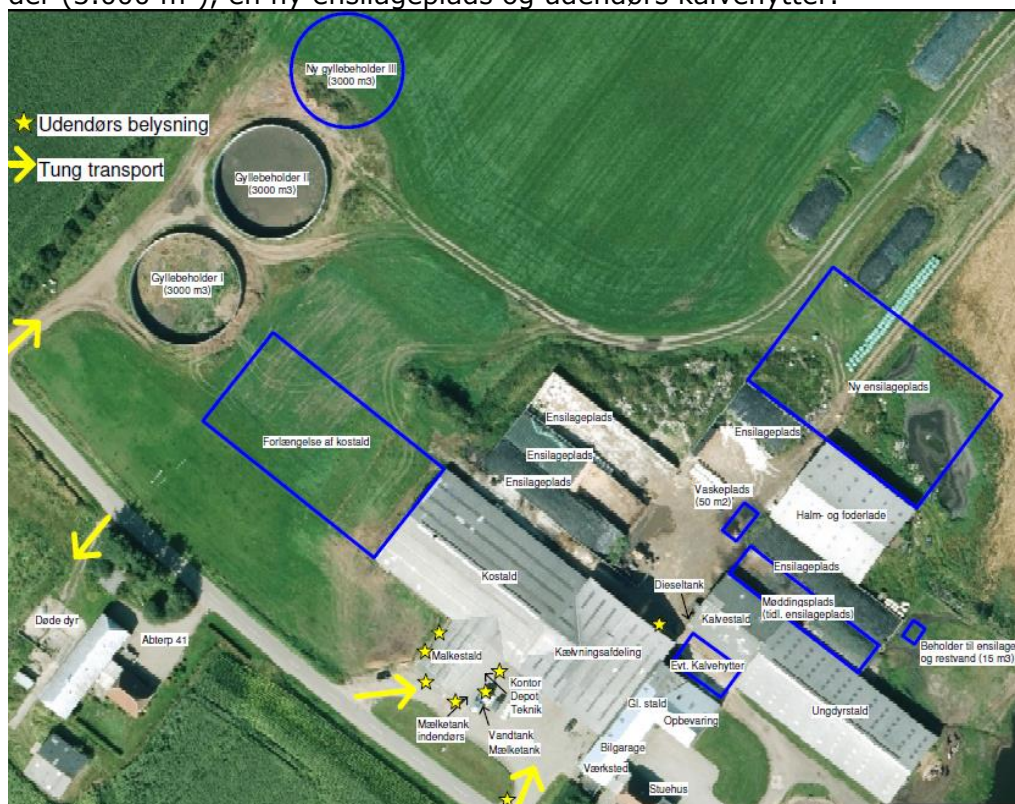 der (3.000 m³), en ny ensilageplads og udendørs kalvehytter.
Ny gyllebeholder III
(3000 m3)
Udendørs belysning
Tung transport
Gyllebeholder II
(3000 m3)
Gyllebeholder I
(3000 m3)
Forlængelse af kostald
Ny ensilageplads
Ensilageplads
Ensilageplads
Ensilageplads
Ensilageplads
Vaskeplads
(50 m2)
Halm- og foderlade
Ensilageplads
Møddingsplads
(tidl. ensilageplads)
Dieseltank
Kostald
Kalvestald
Døde dyr
Abterp 41
Malkestald
Kælvningsafdeling
Evt. Kalvehytter
Beholder til ensilage
og restvand (15 m3)
Kontor
Depot
Teknik
Gl. stald
Ungdyrstald
Opbevaring
Mælketank
indendørs
Vandtank
Mælketank
Bilgarage
Værksted
Stuehus